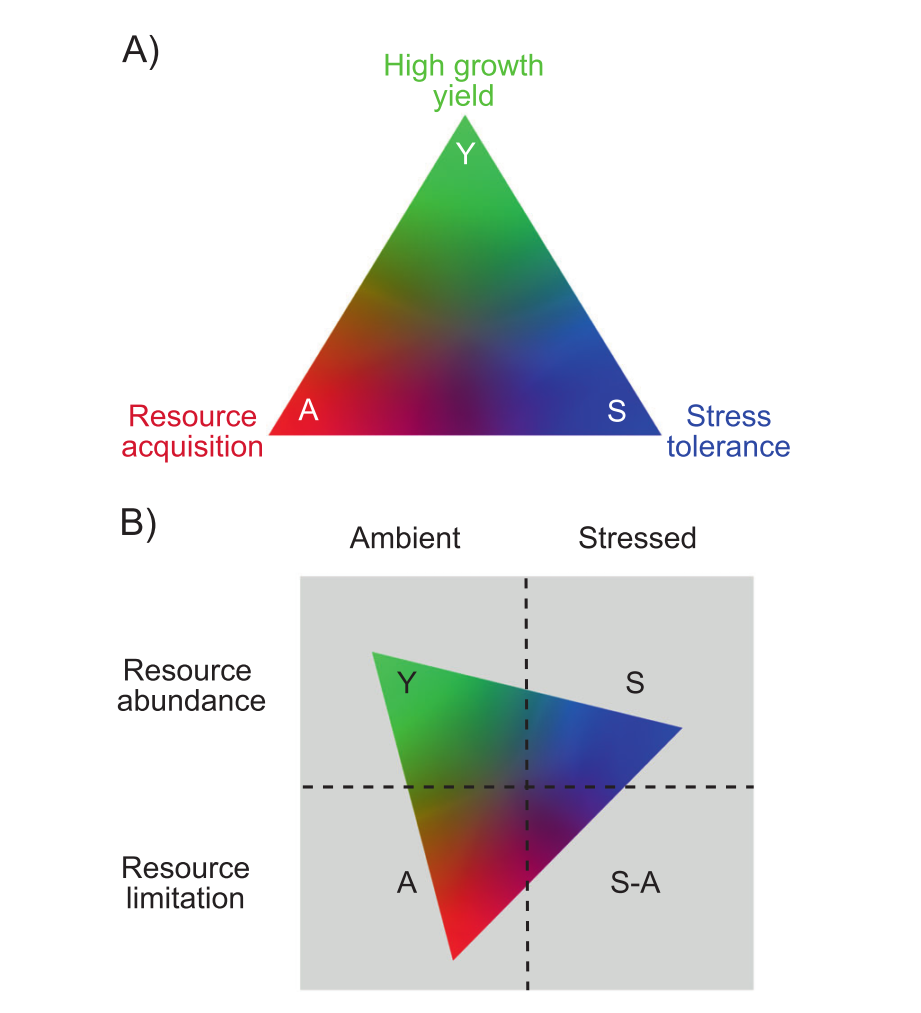 A)
High growth
yield
Y
A
S
Resource
acquisition
Stress
tolerance
B)
Ambient
Stressed
Resource
abundance
Y
S
Resource
limitation
A
S-A